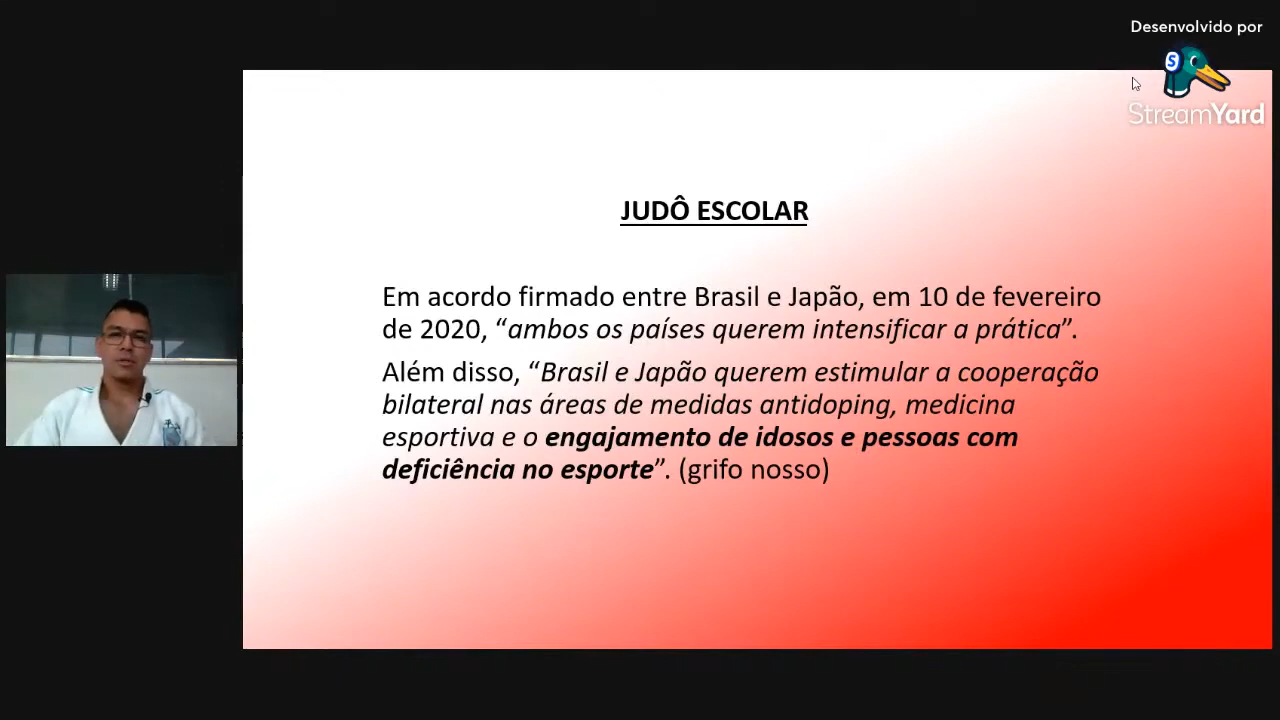 Desenvolvido por
StreamYard
JUDÔ ESCOLAR
Em acordo firmado entre Brasil e Japão, em 10 de fevereiro
de 2020, “ambos os países querem intensificar a prática”.
Além disso, “Brasil e Japão querem estimular a cooperação
bilateral nas áreas de medidas antidoping, medicina
esportiva e o engajamento de idosos e pessoas com
deficiência no esporte”. (grifo nosso)